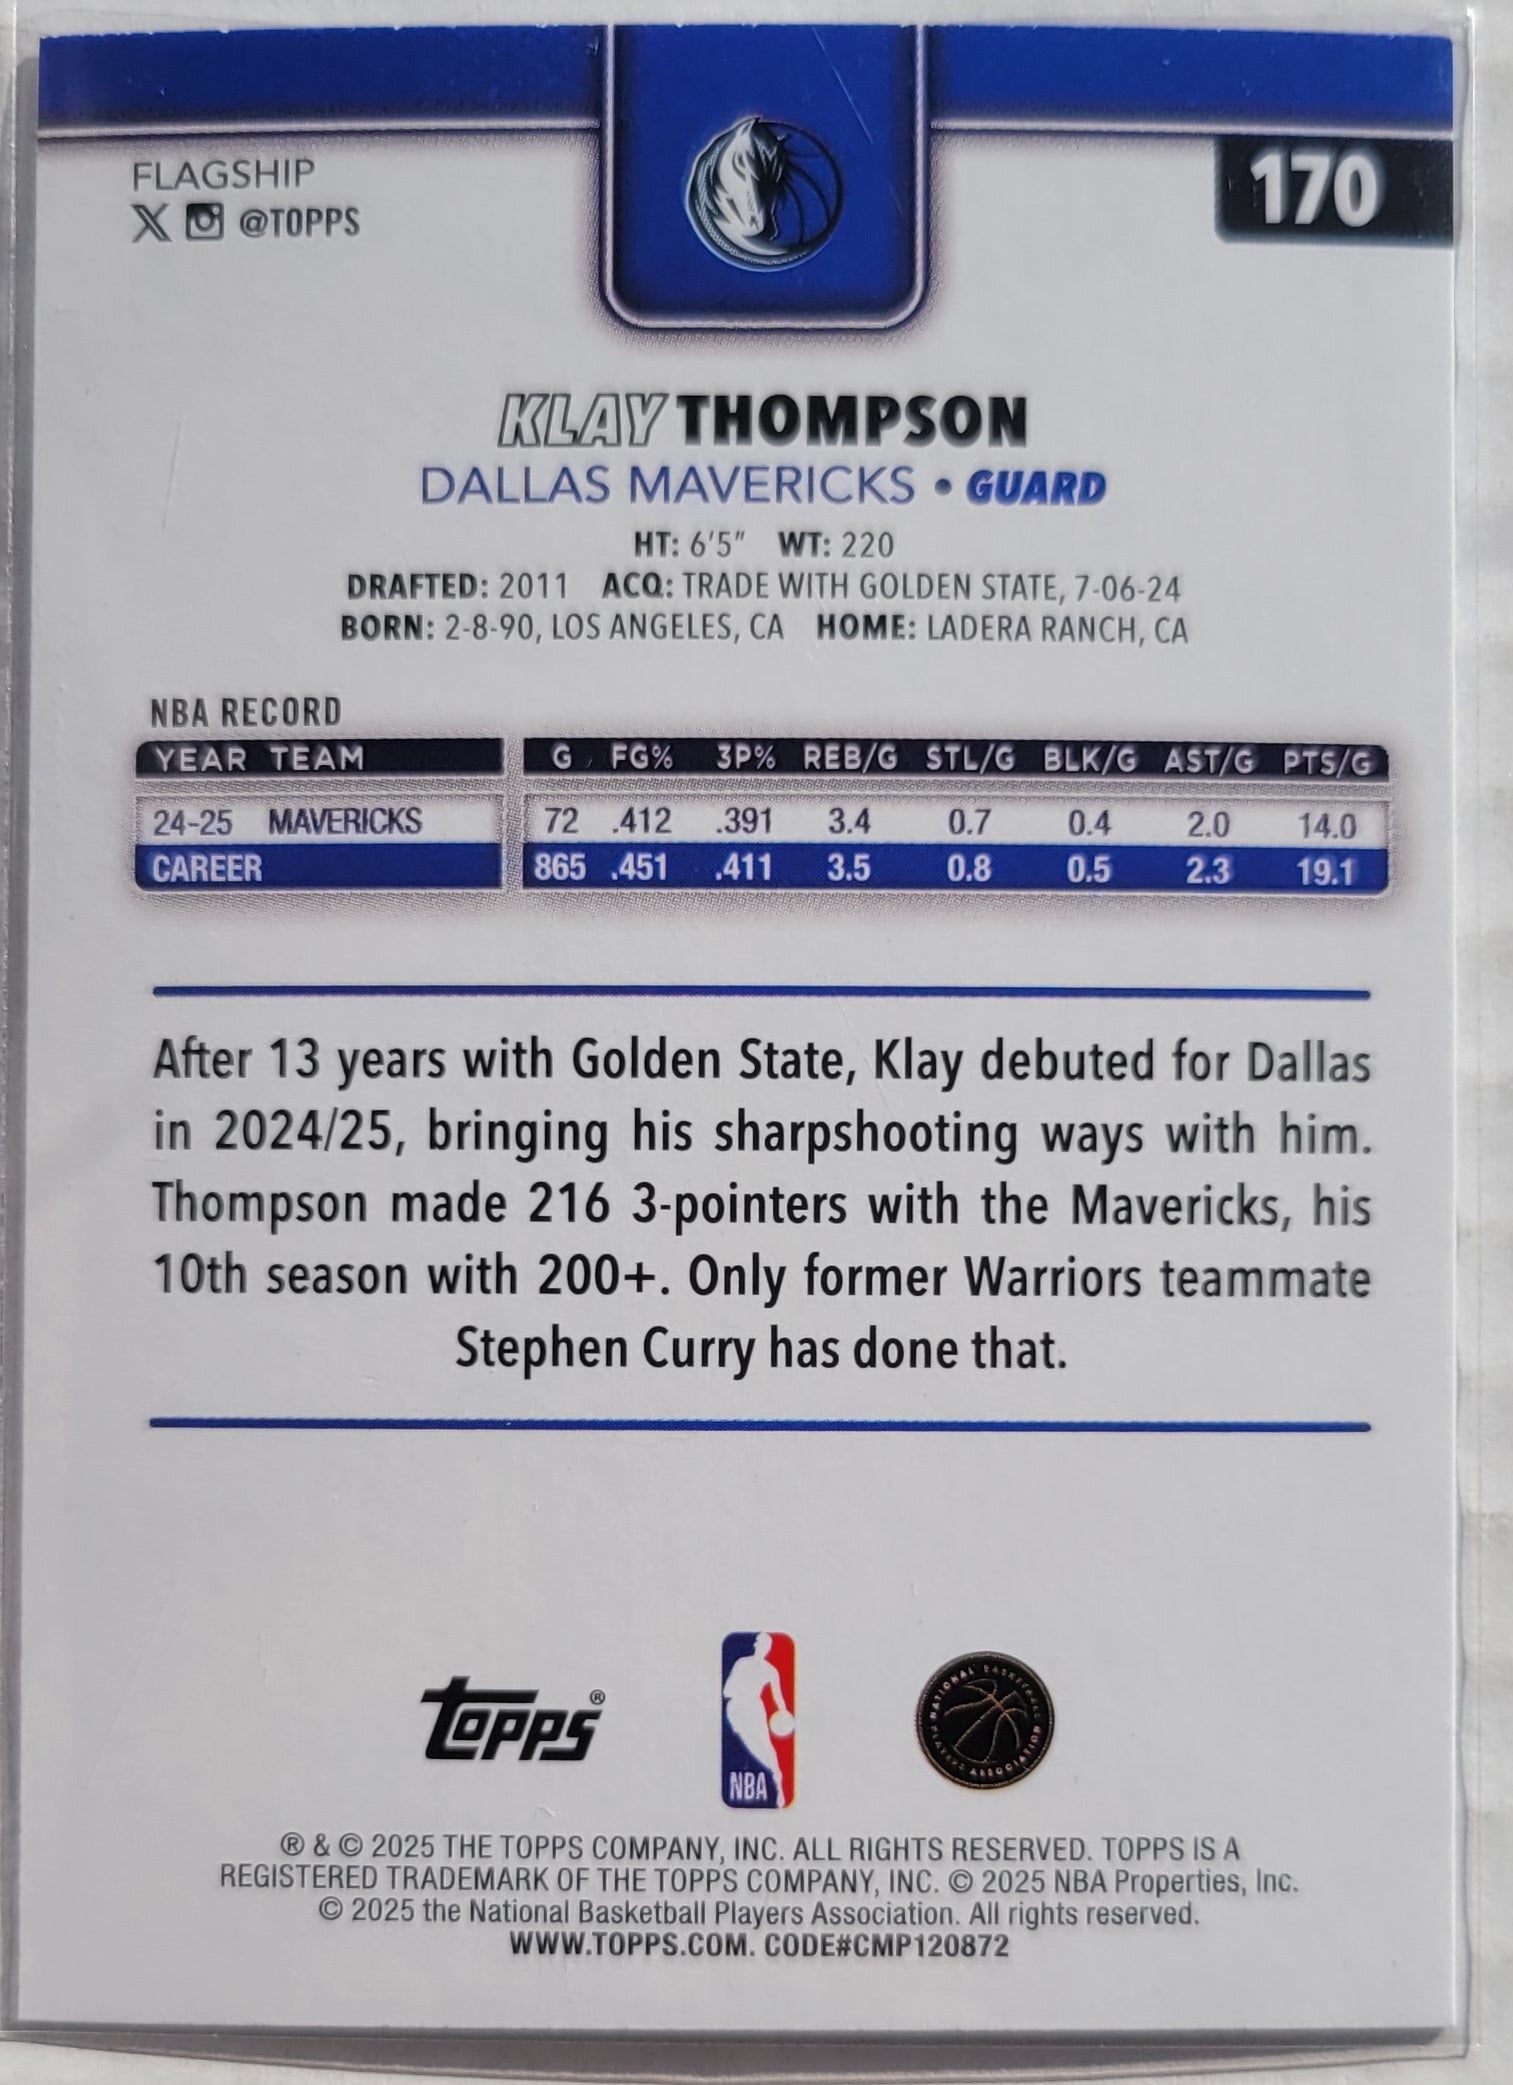 FLAGSHIP
@TOPPS
170
KLAY THOMPSON
DALLAS MAVERICKS • GUARD
HT: 6'5" WT: 220
DRAFTED: 2011 ACQ: TRADE WITH GOLDEN STATE, 7-06-24
BORN: 2-8-90, LOS ANGELES, CA HOME: LADERA RANCH, CA
NBA RECORD
YEAR TEAM G FG% 3P% REB/G STL/G BLK/G AST/G PTS/G
24-25 MAVERICKS 72 .412 .391 3.4 0.7 0.4 2.0 14.0
CAREER 865 .451 .411 3.5 0.8 0.5 2.3 19.1
After 13 years with Golden State, Klay debuted for Dallas
in 2024/25, bringing his sharpshooting ways with him.
Thompson made 216 3-pointers with the Mavericks, his
10th season with 200+. Only former Warriors teammate
Stephen Curry has done that.
TOPPS®
NBA
NATIONAL BASKETBALL PLAYERS ASSOCIATION
® & © 2025 THE TOPPS COMPANY, INC. ALL RIGHTS RESERVED. TOPPS IS A
REGISTERED TRADEMARK OF THE TOPPS COMPANY, INC. © 2025 NBA Properties, Inc.
© 2025 the National Basketball Players Association. All rights reserved.
WWW.TOPPS.COM. CODE#CMP120872